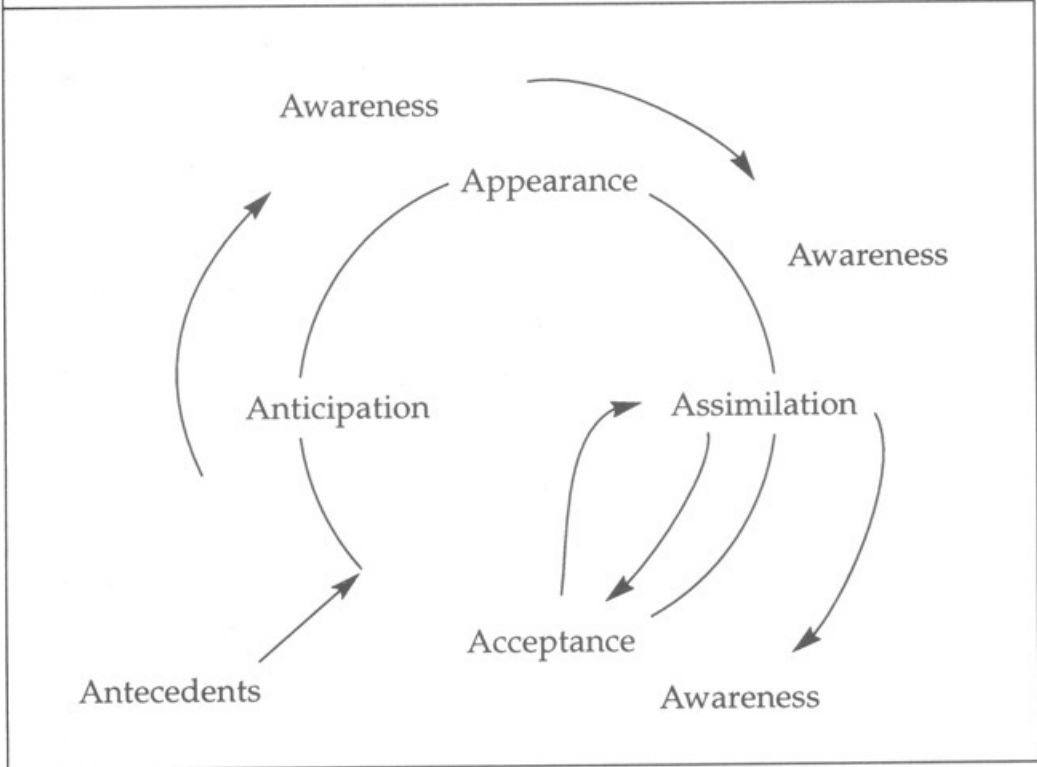 Awareness
Appearance
Awareness
Anticipation
Assimilation
Acceptance
Antecedents
Awareness